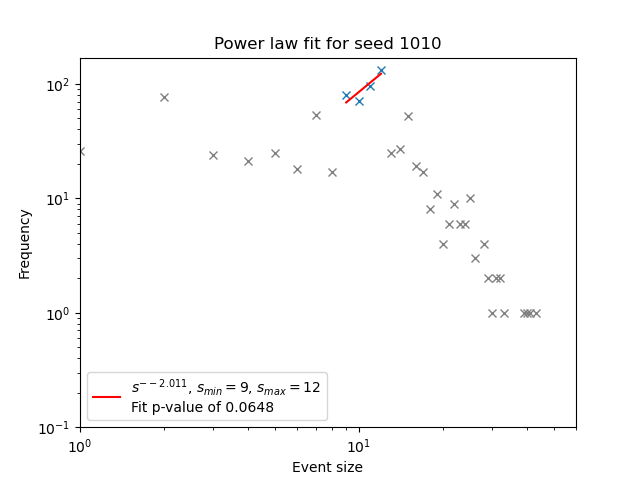 Power law fit for seed 1010
10²
10¹
10⁰
10⁻¹
Frequency
s^{--2.011}, s_{min} = 9, s_{max} = 12
Fit p-value of 0.0648
10⁰ 10¹
Event size